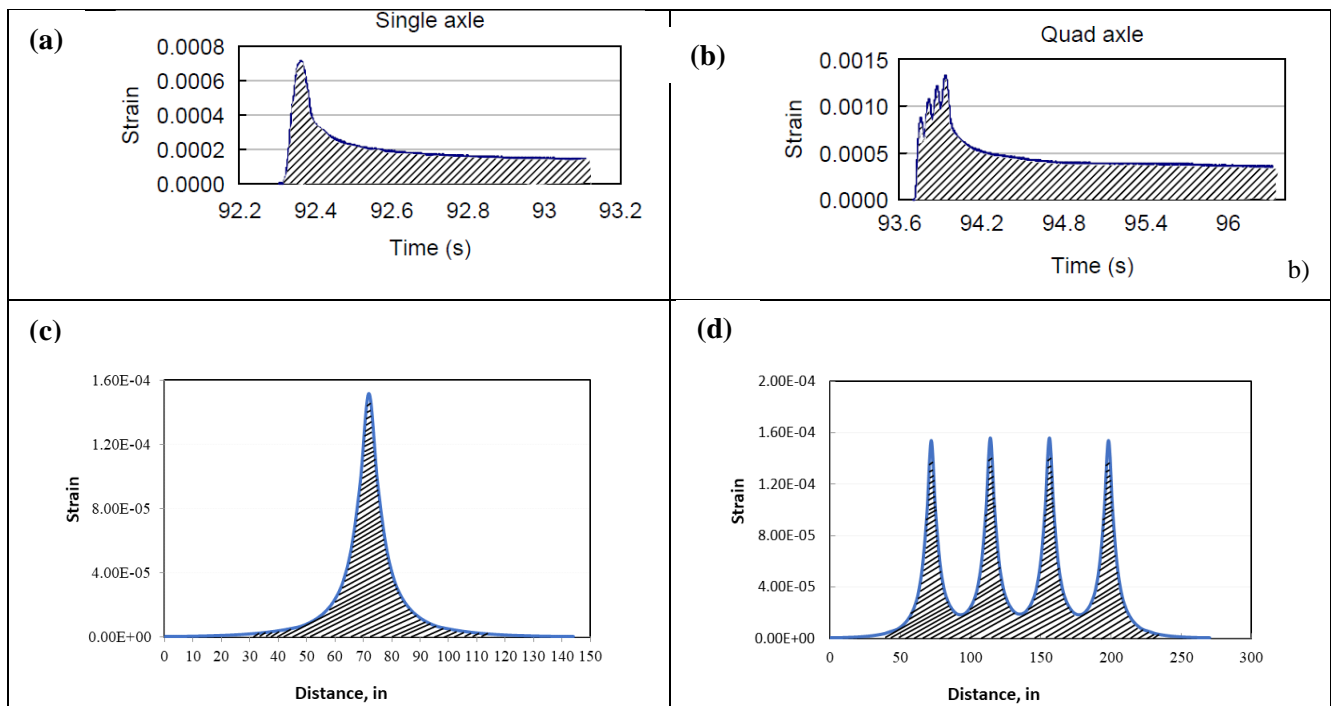 (a)
Single axle
0.0008
0.0006
0.0004
0.0002
0.0000
Strain
92.2 92.4 92.6 92.8 93 93.2
Time (s)
(b)
Quad axle
0.0015
0.0010
0.0005
0.0000
Strain
93.6 94.2 94.8 95.4 96
Time (s)
b)
(c)
1.60E-04
1.20E-04
8.00E-05
4.00E-05
0.00E+00
Strain
0 10 20 30 40 50 60 70 80 90 100 110 120 130 140 150
Distance, in
(d)
2.00E-04
1.60E-04
1.20E-04
8.00E-05
4.00E-05
0.00E+00
Strain
0 50 100 150 200 250 300
Distance, in